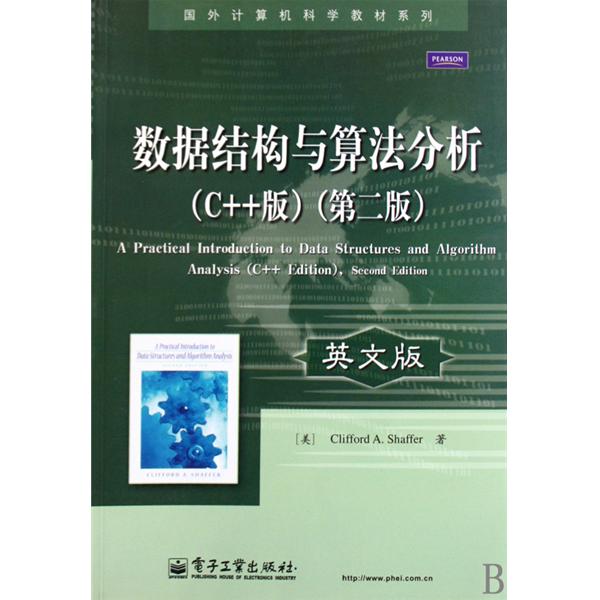 国外计算机科学教材系列
PEARSON
数据结构与算法分析
(C++版)(第二版)
A Practical Introduction to Data Structures and Algorithm
Analysis (C++ Edition), Second Edition
英文版
A Practical Introduction to
Data Structures and Algorithm Analysis
SECOND EDITION
CLIFFORD A. SHAFFER
[美] Clifford A. Shaffer 著
電子工業出版社
PUBLISHING HOUSE OF ELECTRONICS INDUSTRY
http://www.phei.com.cn
B